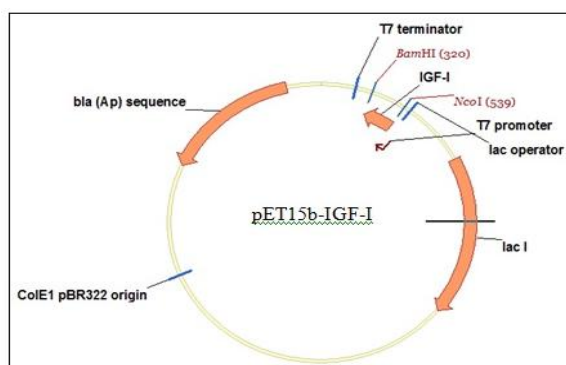 T7 terminator
BamHI (320)
IGF-I
NcoI (539)
bla (Ap) sequence
T7 promoter
lac operator
pET15b-IGF-I
lac I
ColE1 pBR322 origin